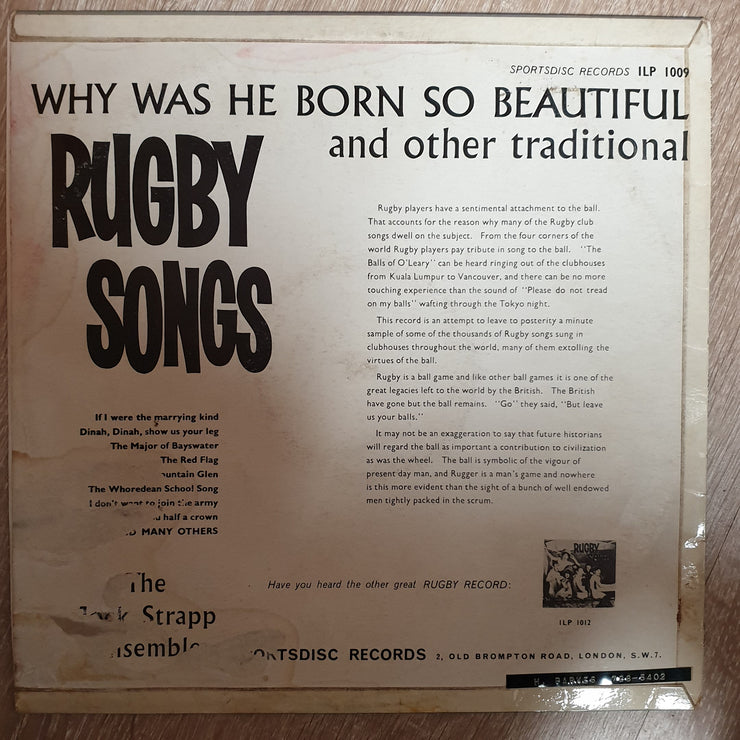 SPORTSDISC RECORDS ILP 1009
WHY WAS HE BORN SO BEAUTIFUL
and other traditional
RUGBY
SONGS
Rugby players have a sentimental attachment to the ball.
That accounts for the reason why many of the Rugby club
songs dwell on the subject. From the four corners of the
world Rugby players pay tribute in song to the ball. "The
Balls of O'Leary" can be heard ringing out of the clubhouses
from Kuala Lumpur to Vancouver, and there can be no more
touching experience than the sound of "Please do not tread
on my balls" wafting through the Tokyo night.
This record is an attempt to leave to posterity a minute
sample of some of the thousands of Rugby songs sung in
clubhouses throughout the world, many of them extolling the
virtues of the ball.
Rugby is a ball game and like other ball games it is one of the
great legacies left to the world by the British. The British
have gone but the ball remains. "Go" they said, "But leave
us your balls."
It may not be an exaggeration to say that future historians
will regard the ball as important a contribution to civilization
as was the wheel. The ball is symbolic of the vigour of
present day man, and Rugger is a man's game and nowhere
is this more evident than the sight of a bunch of well endowed
men tightly packed in the scrum.
If I were the marrying kind
Dinah, Dinah, show us your leg
The Major of Bayswater
The Red Flag
untain Glen
The Whoredean School Song
I don't want to join the army
half a crown
MANY OTHERS
The
Jock Strapp
nsemble
Have you heard the other great RUGBY RECORD:
RUGBY
ILP 1012
ORTSDISC RECORDS 2, OLD BROMPTON ROAD, LONDON, S.W.7.